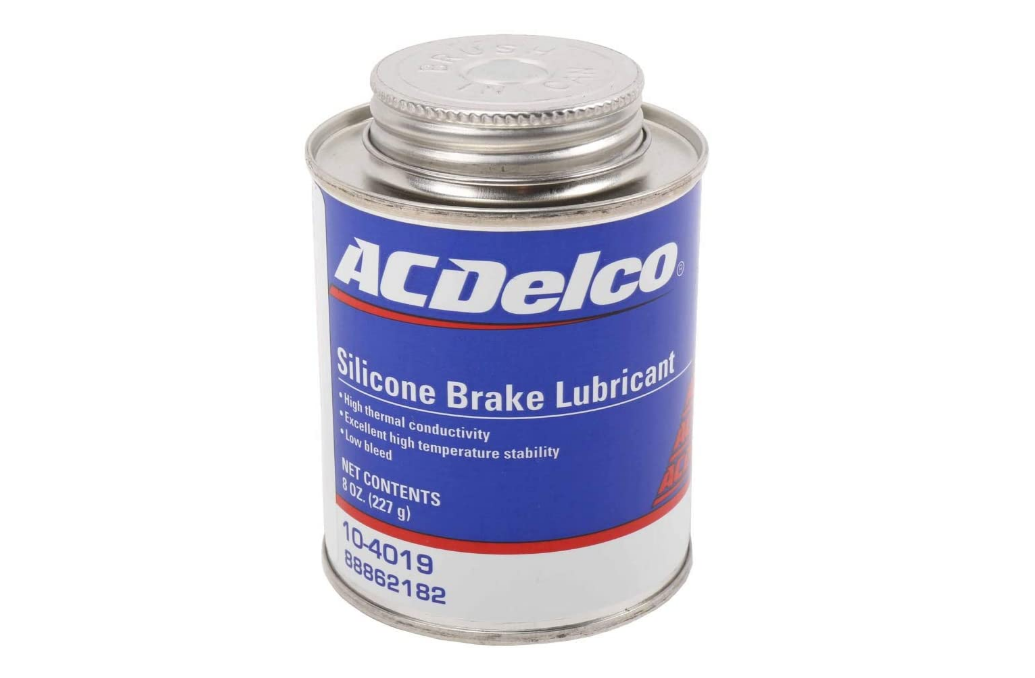 BRUSH
IN CAN
ACDelco®
Silicone Brake Lubricant
• High thermal conductivity
• Excellent high temperature stability
• Low bleed
NET CONTENTS
8 OZ. (227 g)
10-4019
88862182